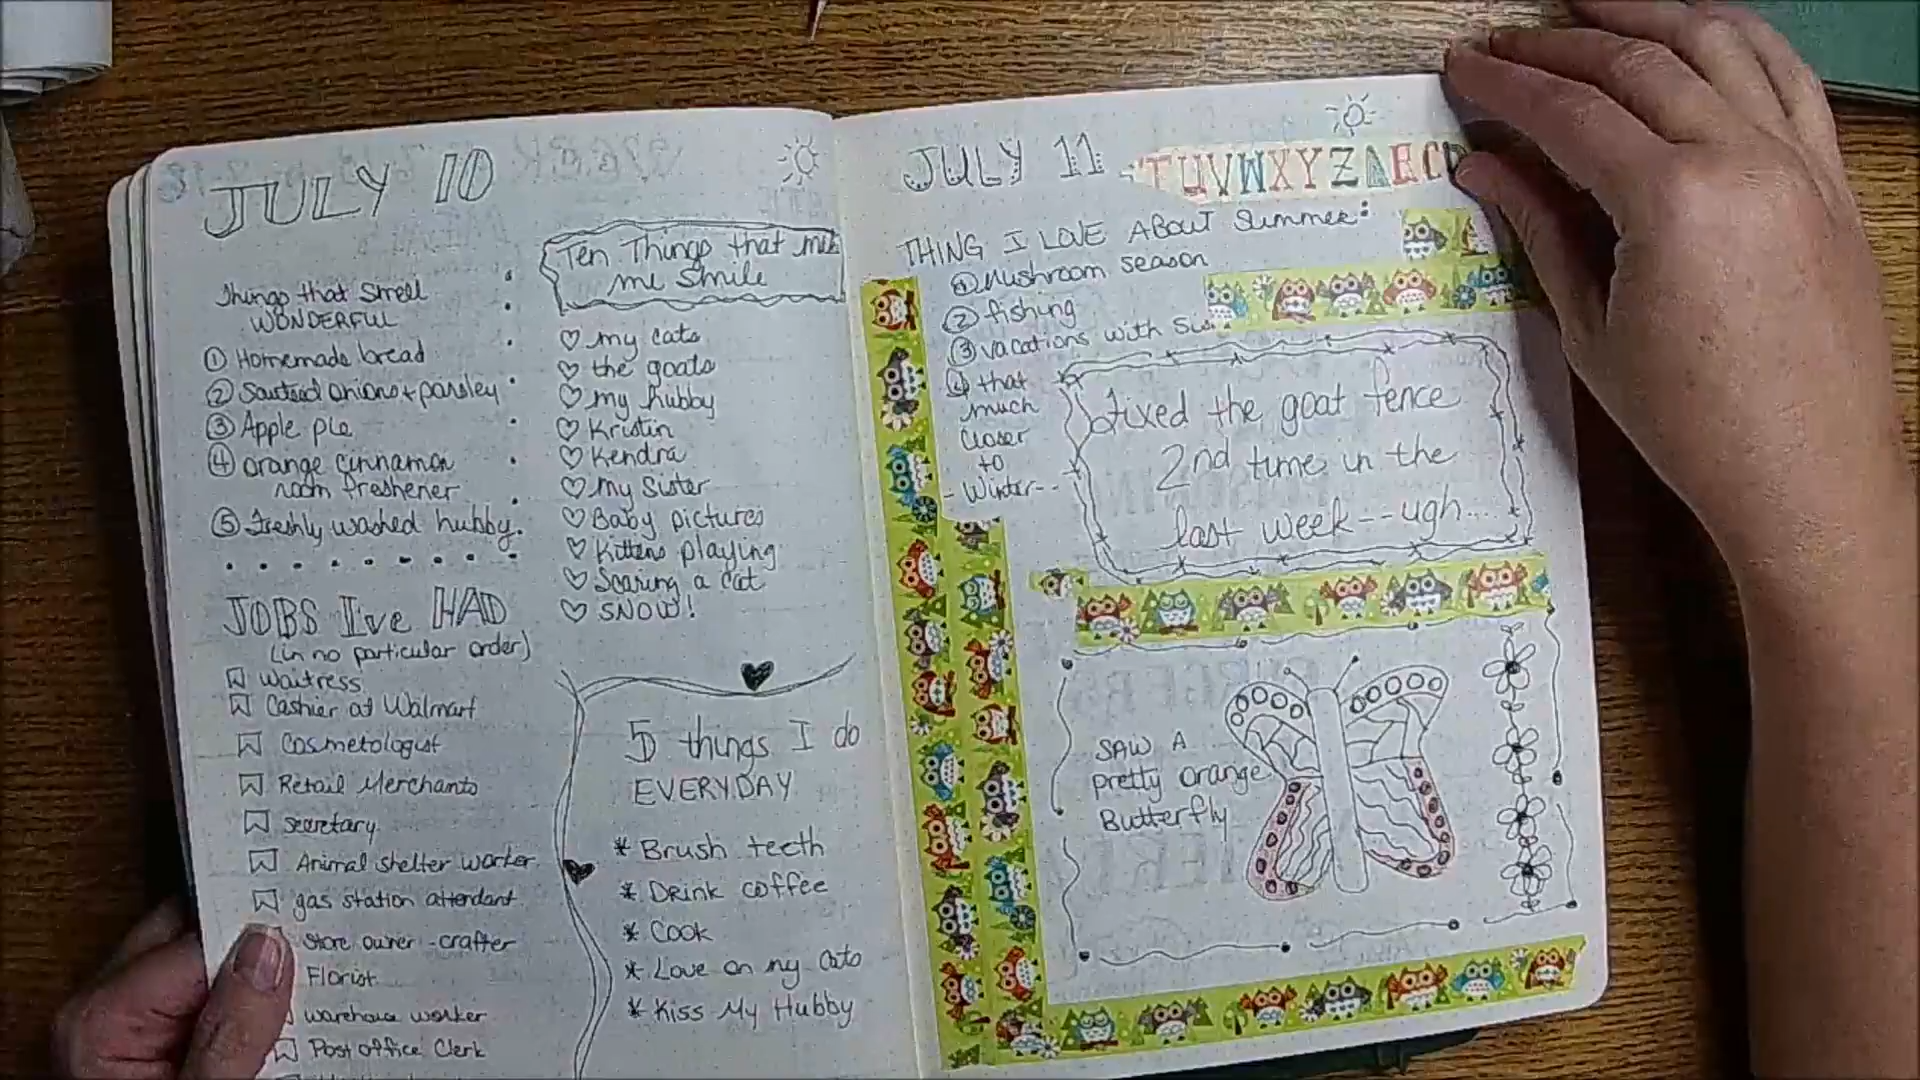 JULY 10
Things that smell
WONDERFUL
① Homemade bread
② Sauteed onions + parsley
③ Apple pie
④ orange cinnamon
room freshener
⑤ Freshly washed hubby.
JOBS I've HAD
(in no particular order)
waitress
Cashier at Walmart
Cosmetologist
Retail Merchants
secretary
Animal shelter worker
gas station attendant
Store owner - crafter
Florist
warehouse worker
Post office Clerk
Ten Things that make
me smile
♡ my cats
♡ the goats
♡ my hubby
♡ Kristin
♡ Kendra
♡ my Sister
♡ Baby pictures
♡ Kittens playing
♡ Scaring a cat
♡ SNOW!
5 things I do
EVERYDAY
* Brush teeth
* Drink coffee
* Cook
* Love on my cats
* Kiss My Hubby
JULY 11
TUVWXYZABCD
THING I LOVE ABOUT Summer:
① Mushroom season
② fishing
③ vacations with
④ that
much
Closer
to
- Winter - -
Fixed the goat fence
2nd time in the
last week -- ugh...
SAW A
pretty orange
Butterfly